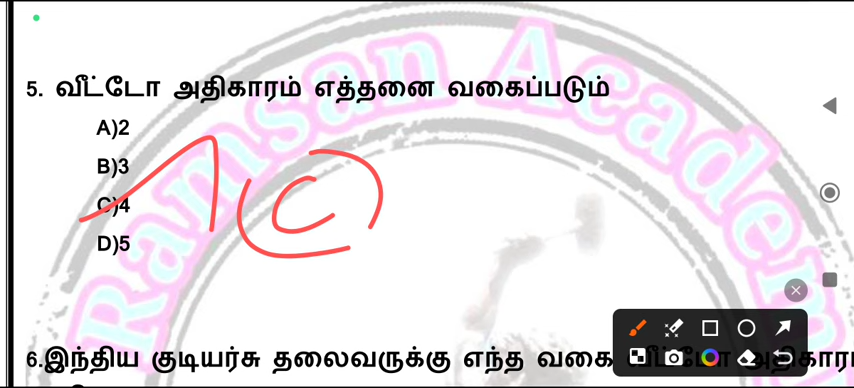 5. வீட்டோ அதிகாரம் எத்தனை வகைப்படும்
A)2
B)3
C)4
D)5
C
Ramsan Academy
6.இந்திய குடியரசு தலைவருக்கு எந்த வகை வீட்டோ அதிகார